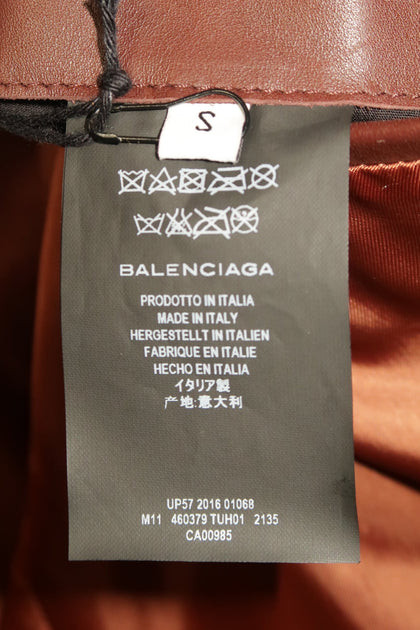 S
BALENCIAGA
PRODOTTO IN ITALIA
MADE IN ITALY
HERGESTELLT IN ITALIEN
FABRIQUE EN ITALIE
HECHO EN ITALIA
イタリア製
产地:意大利
UP57 2016 01068
M11 460379 TUH01 2135
CA00985